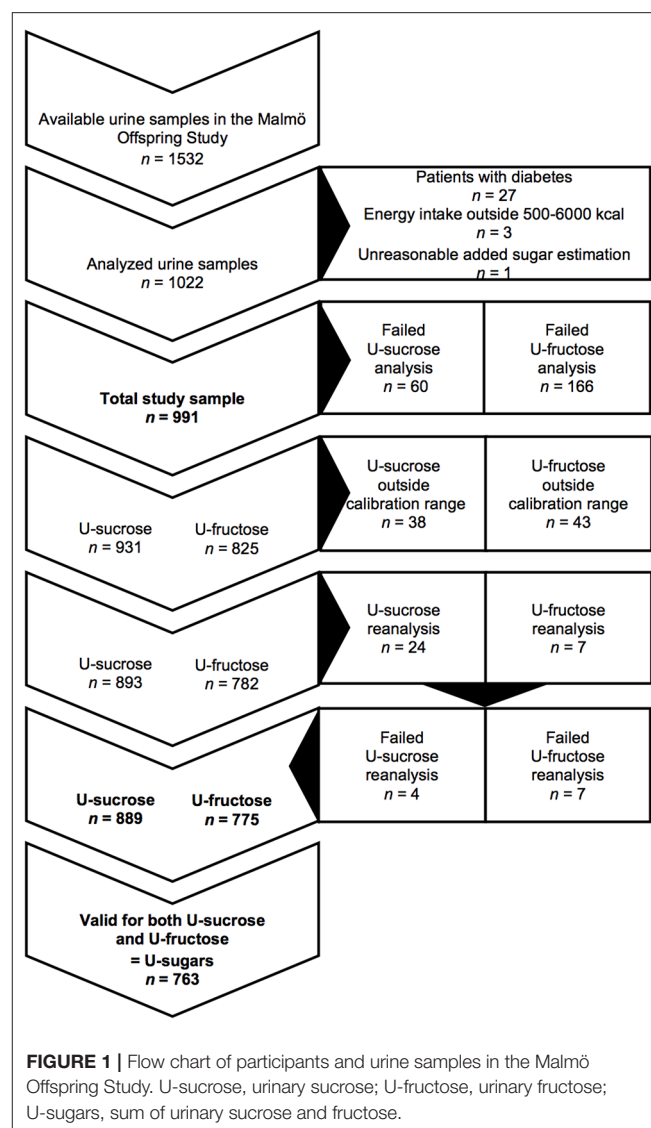 Available urine samples in the Malmö
Offspring Study
n = 1532
Patients with diabetes
n = 27
Energy intake outside 500-6000 kcal
n = 3
Unreasonable added sugar estimation
n = 1
Analyzed urine samples
n = 1022
Failed
U-sucrose
analysis
n = 60
Failed
U-fructose
analysis
n = 166
Total study sample
n = 991
U-sucrose
outside
calibration range
n = 38
U-fructose
outside
calibration range
n = 43
U-sucrose
n = 931
U-fructose
n = 825
U-sucrose
reanalysis
n = 24
U-fructose
reanalysis
n = 7
U-sucrose
n = 893
U-fructose
n = 782
Failed
U-sucrose
reanalysis
n = 4
Failed
U-fructose
reanalysis
n = 7
U-sucrose
n = 889
U-fructose
n = 775
Valid for both U-sucrose
and U-fructose
= U-sugars
n = 763
FIGURE 1 | Flow chart of participants and urine samples in the Malmö
Offspring Study. U-sucrose, urinary sucrose; U-fructose, urinary fructose;
U-sugars, sum of urinary sucrose and fructose.